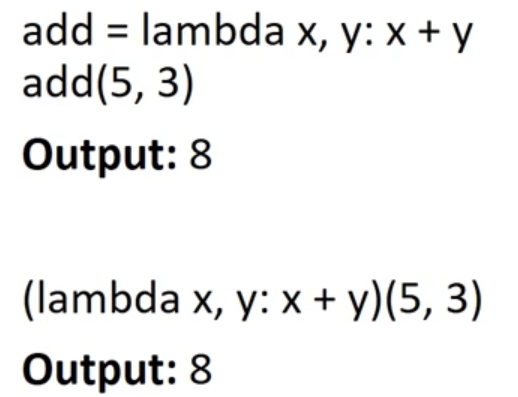 add = lambda x, y: x + y
add(5, 3)
Output: 8
(lambda x, y: x + y)(5, 3)
Output: 8